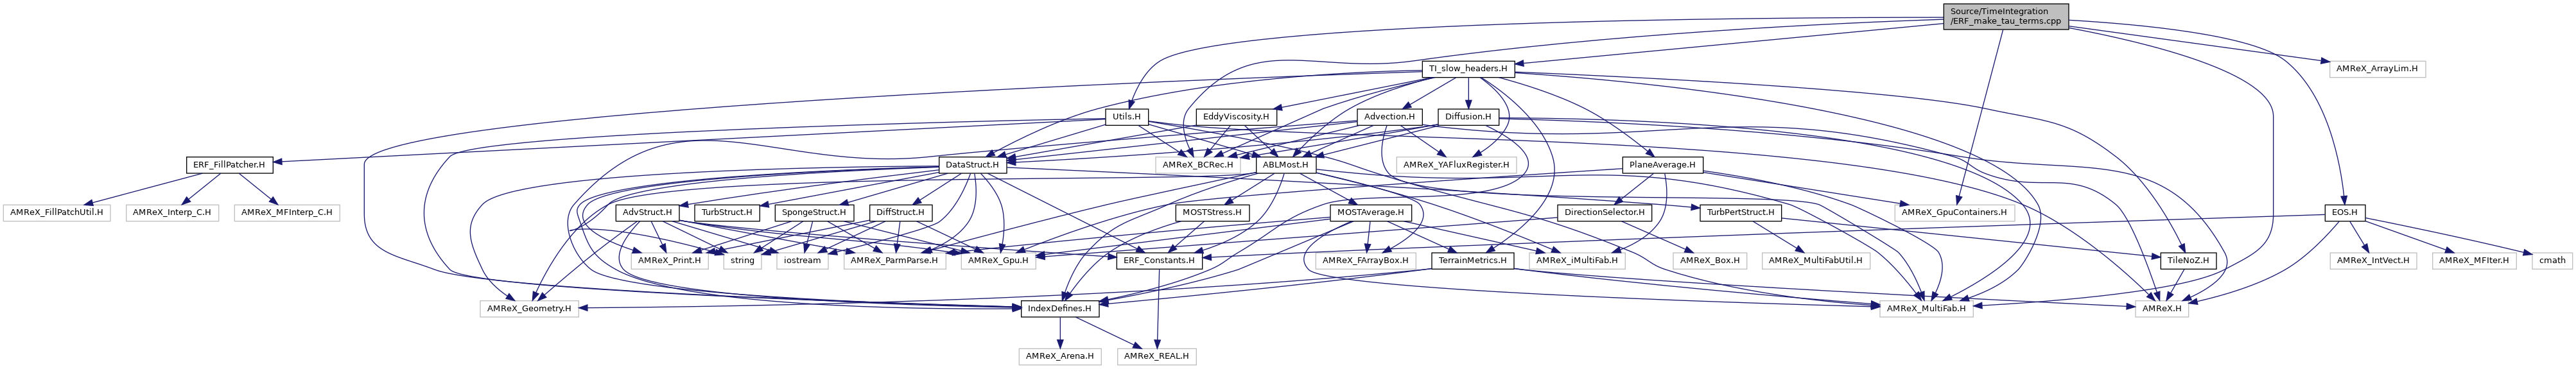 Source/TimeIntegration
/ERF_make_tau_terms.cpp
TI_slow_headers.H
AMReX_ArrayLim.H
Utils.H
EddyViscosity.H
Advection.H
Diffusion.H
ERF_FillPatcher.H
DataStruct.H
AMReX_BCRec.H
ABLMost.H
AMReX_YAFluxRegister.H
PlaneAverage.H
AMReX_FillPatchUtil.H
AMReX_Interp_C.H
AMReX_MFInterp_C.H
AdvStruct.H
TurbStruct.H
SpongeStruct.H
DiffStruct.H
MOSTStress.H
MOSTAverage.H
DirectionSelector.H
TurbPertStruct.H
AMReX_GpuContainers.H
EOS.H
AMReX_Print.H
string
iostream
AMReX_ParmParse.H
AMReX_Gpu.H
ERF_Constants.H
AMReX_FArrayBox.H
TerrainMetrics.H
AMReX_iMultiFab.H
AMReX_Box.H
AMReX_MultiFabUtil.H
TileNoZ.H
AMReX_IntVect.H
AMReX_MFIter.H
cmath
AMReX_Geometry.H
IndexDefines.H
AMReX_MultiFab.H
AMReX.H
AMReX_Arena.H
AMReX_REAL.H